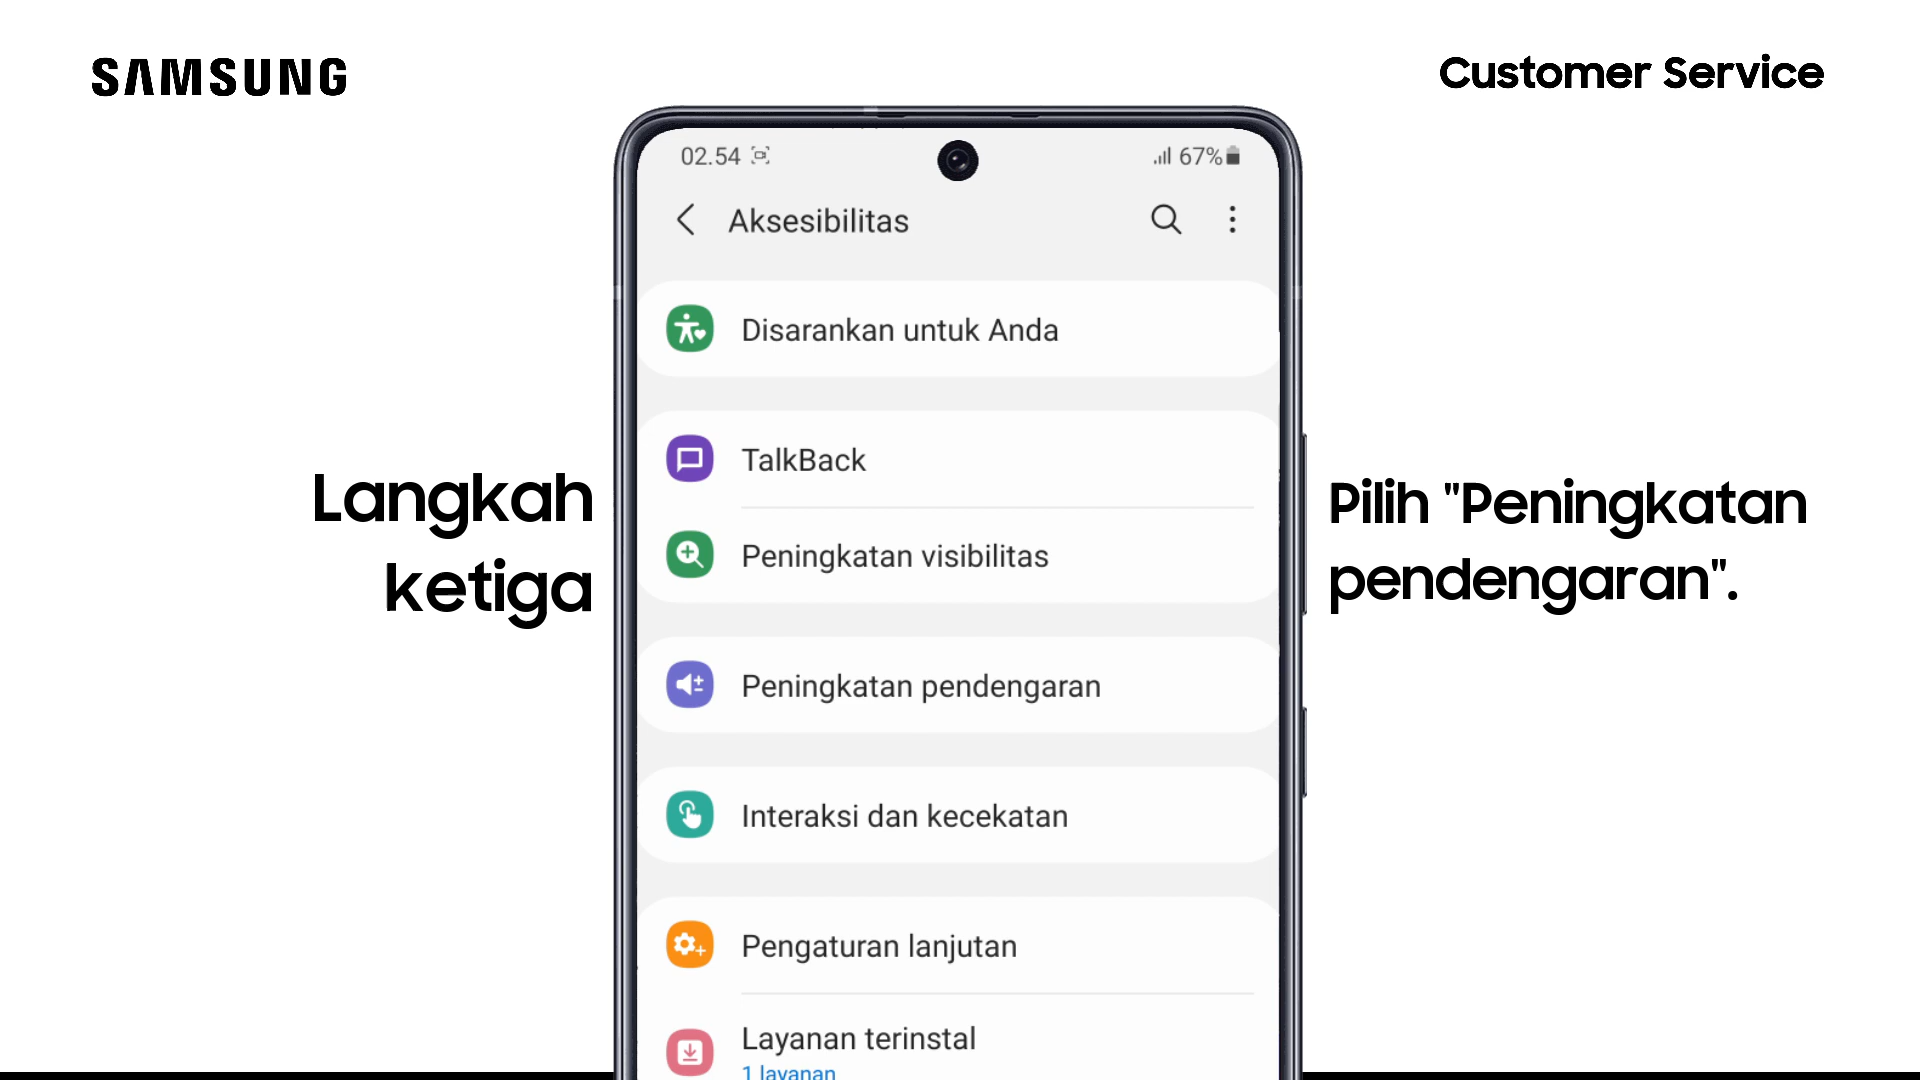 SAMSUNG
Customer Service
02.54
67%
Aksesibilitas
Disarankan untuk Anda
TalkBack
Peningkatan visibilitas
Peningkatan pendengaran
Interaksi dan kecekatan
Pengaturan lanjutan
Layanan terinstal
1 layanan
Langkah
ketiga
Pilih "Peningkatan
pendengaran".